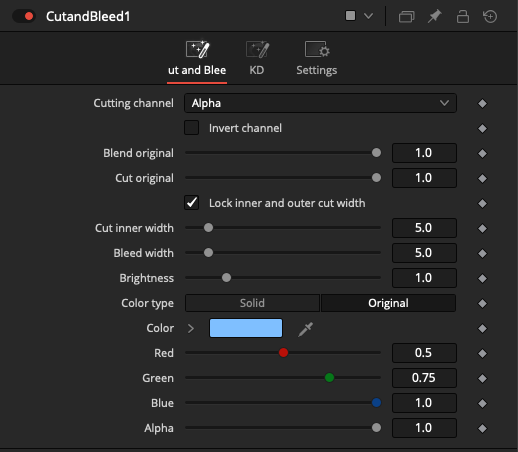 CutandBleed1
ut and Blee KD Settings
Cutting channel Alpha
Invert channel
Blend original 1.0
Cut original 1.0
Lock inner and outer cut width
Cut inner width 5.0
Bleed width 5.0
Brightness 1.0
Color type Solid Original
Color
Red 0.5
Green 0.75
Blue 1.0
Alpha 1.0